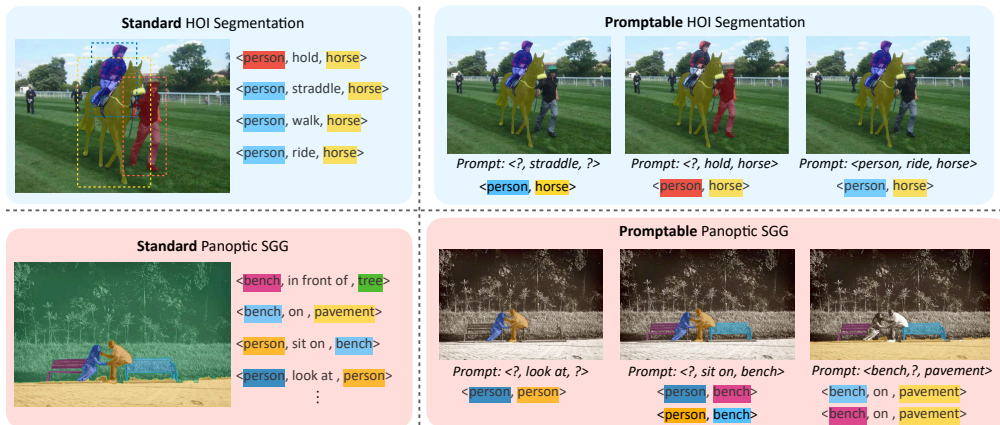 Standard HOI Segmentation
<person, hold, horse>
<person, straddle, horse>
<person, walk, horse>
<person, ride, horse>
Promptable HOI Segmentation
Prompt: <?, straddle, ?>
<person, horse>
Prompt: <?, hold, horse>
<person, horse>
Prompt: <person, ride, horse>
<person, horse>
Standard Panoptic SGG
<bench, in front of , tree>
<bench, on , pavement>
<person, sit on , bench>
<person, look at , person>
⋮
Promptable Panoptic SGG
Prompt: <?, look at, ?>
<person, person>
Prompt: <?, sit on, bench>
<person, bench>
<person, bench>
Prompt: <bench,?, pavement>
<bench, on , pavement>
<bench, on , pavement>